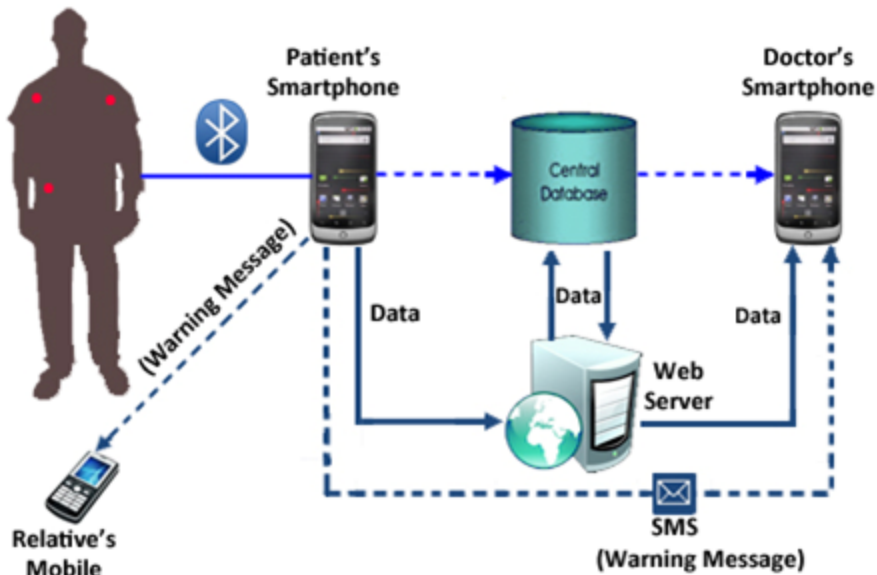 Patient's
Smartphone
Doctor's
Smartphone
Central
Database
(Warning Message)
Data
Data
Data
Web
Server
Relative's
Mobile
SMS
(Warning Message)